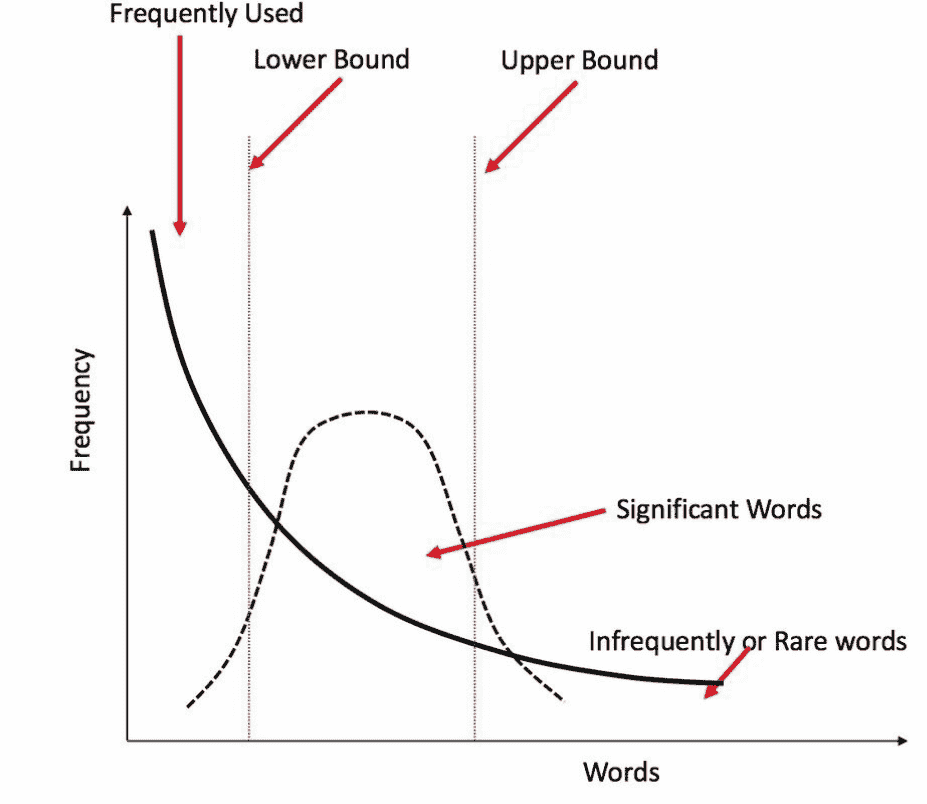 Frequently Used
Lower Bound
Upper Bound
Frequency
Significant Words
Infrequently or Rare words
Words